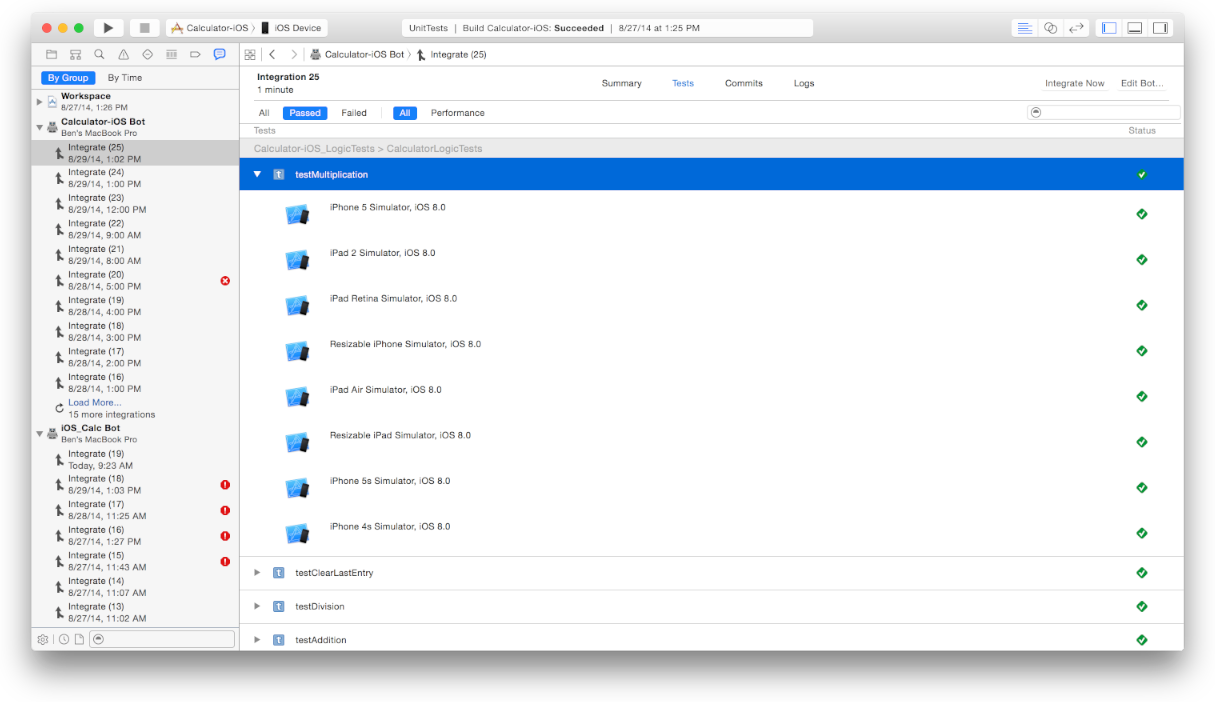 Calculator-iOS 〉 iOS Device
UnitTests | Build Calculator-iOS: Succeeded | 8/27/14 at 1:25 PM
Calculator-iOS Bot 〉 Integrate (25)
By Group By Time
Workspace
8/27/14, 1:26 PM
Calculator-iOS Bot
Ben's MacBook Pro
Integrate (25)
8/29/14, 1:02 PM
Integrate (24)
8/29/14, 1:00 PM
Integrate (23)
8/29/14, 12:00 PM
Integrate (22)
8/29/14, 9:00 AM
Integrate (21)
8/29/14, 8:00 AM
Integrate (20)
8/28/14, 5:00 PM
Integrate (19)
8/28/14, 4:00 PM
Integrate (18)
8/28/14, 3:00 PM
Integrate (17)
8/28/14, 2:00 PM
Integrate (16)
8/28/14, 1:00 PM
Load More...
15 more integrations
iOS_Calc Bot
Ben's MacBook Pro
Integrate (19)
Today, 9:23 AM
Integrate (18)
8/29/14, 1:03 PM
Integrate (17)
8/28/14, 11:25 AM
Integrate (16)
8/27/14, 1:27 PM
Integrate (15)
8/27/14, 11:43 AM
Integrate (14)
8/27/14, 11:07 AM
Integrate (13)
8/27/14, 11:02 AM
Integration 25
1 minute
Summary Tests Commits Logs
Integrate Now Edit Bot...
All Passed Failed All Performance
Tests Status
Calculator-iOS_LogicTests > CalculatorLogicTests
t testMultiplication
iPhone 5 Simulator, iOS 8.0
iPad 2 Simulator, iOS 8.0
iPad Retina Simulator, iOS 8.0
Resizable iPhone Simulator, iOS 8.0
iPad Air Simulator, iOS 8.0
Resizable iPad Simulator, iOS 8.0
iPhone 5s Simulator, iOS 8.0
iPhone 4s Simulator, iOS 8.0
t testClearLastEntry
t testDivision
t testAddition